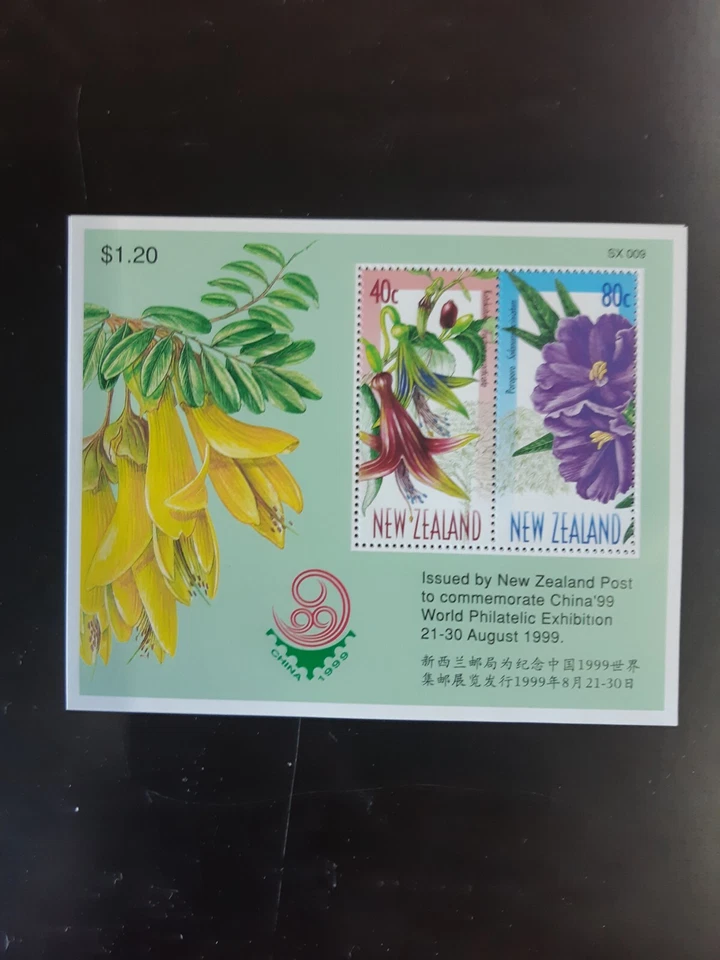 $1.20
SX 009
40c
80c
Poroporo Solanum
NEW ZEALAND
NEW ZEALAND
Issued by New Zealand Post
to commemorate China'99
World Philatelic Exhibition
21-30 August 1999.
新西兰邮局为纪念中国1999世界
集邮展览发行1999年8月21-30日
CHINA 1999